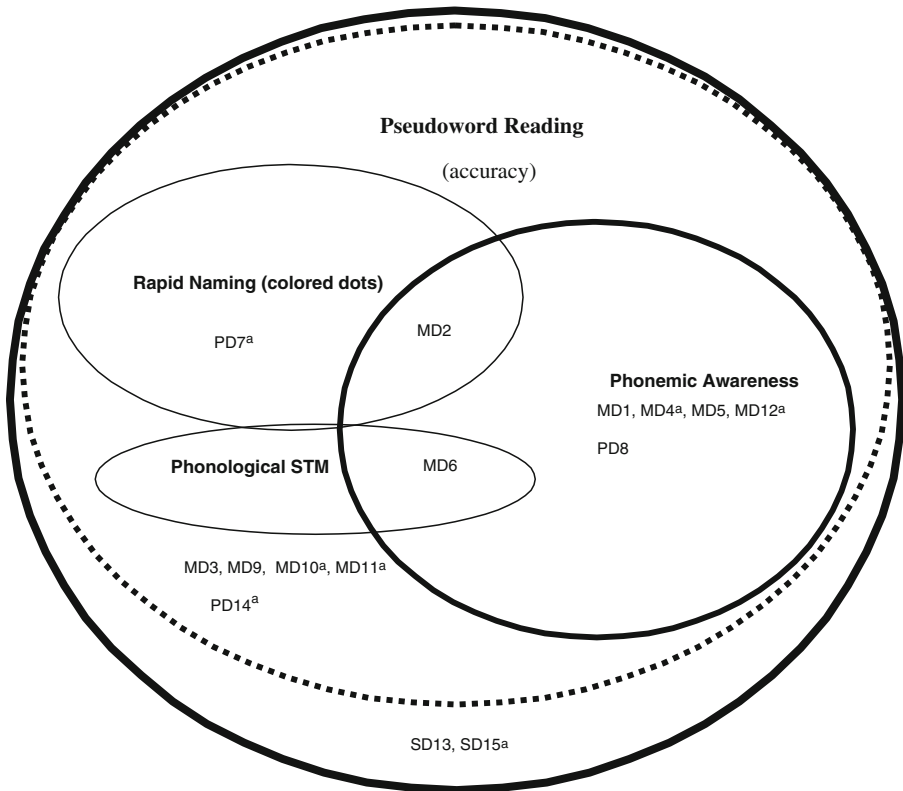 Pseudoword Reading
(accuracy)
Rapid Naming (colored dots)
PD7ª
MD2
Phonemic Awareness
MD1, MD4ª, MD5, MD12ª
PD8
Phonological STM
MD6
MD3, MD9, MD10ª, MD11ª
PD14ª
SD13, SD15ª